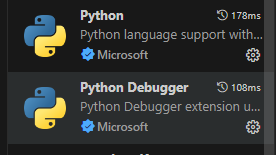 Python 178ms
Python language support with...
Microsoft
Python Debugger 108ms
Python Debugger extension u...
Microsoft